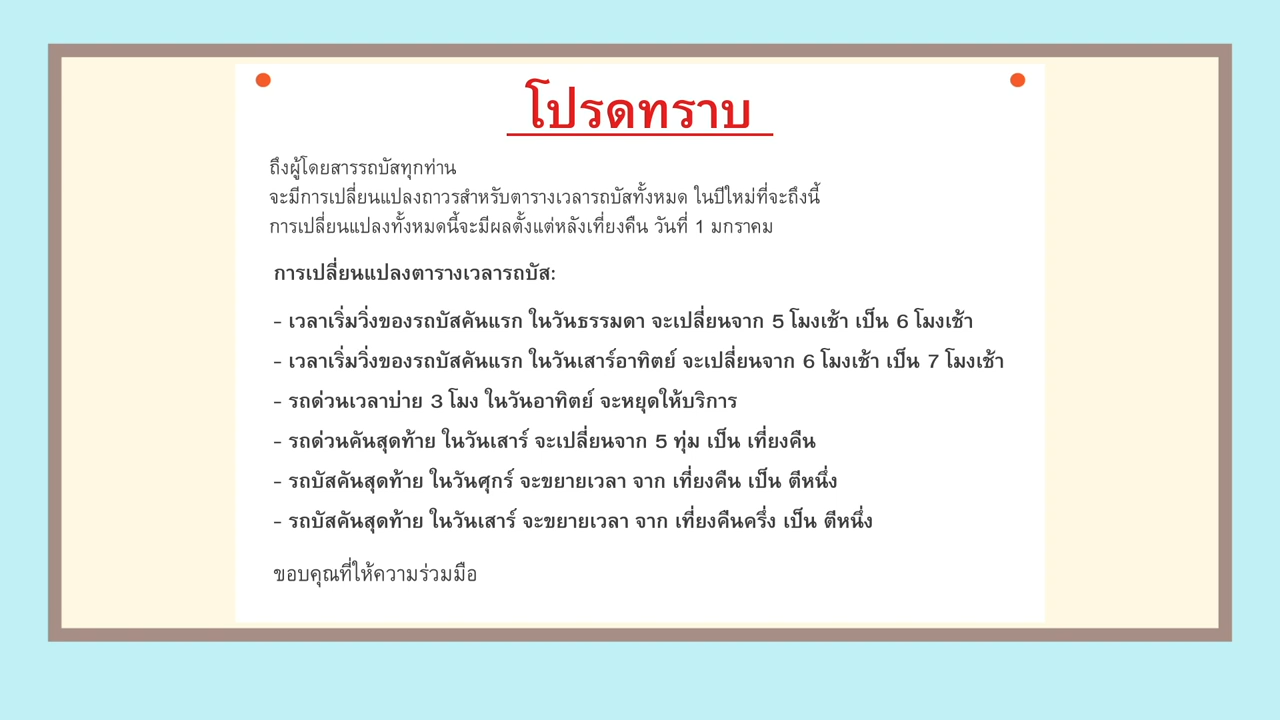 โปรดทราบ
ถึงผู้โดยสารรถบัสทุกท่าน
จะมีการเปลี่ยนแปลงถาวรสำหรับตารางเวลารถบัสทั้งหมด ในปีใหม่ที่จะถึงนี้
การเปลี่ยนแปลงทั้งหมดนี้จะมีผลตั้งแต่หลังเที่ยงคืน วันที่ 1 มกราคม
การเปลี่ยนแปลงตารางเวลารถบัส:
- เวลาเริ่มวิ่งของรถบัสคันแรก ในวันธรรมดา จะเปลี่ยนจาก 5 โมงเช้า เป็น 6 โมงเช้า
- เวลาเริ่มวิ่งของรถบัสคันแรก ในวันเสาร์อาทิตย์ จะเปลี่ยนจาก 6 โมงเช้า เป็น 7 โมงเช้า
- รถด่วนเวลาบ่าย 3 โมง ในวันอาทิตย์ จะหยุดให้บริการ
- รถด่วนคันสุดท้าย ในวันเสาร์ จะเปลี่ยนจาก 5 ทุ่ม เป็น เที่ยงคืน
- รถบัสคันสุดท้าย ในวันศุกร์ จะขยายเวลา จาก เที่ยงคืน เป็น ตีหนึ่ง
- รถบัสคันสุดท้าย ในวันเสาร์ จะขยายเวลา จาก เที่ยงคืนครึ่ง เป็น ตีหนึ่ง
ขอบคุณที่ให้ความร่วมมือ